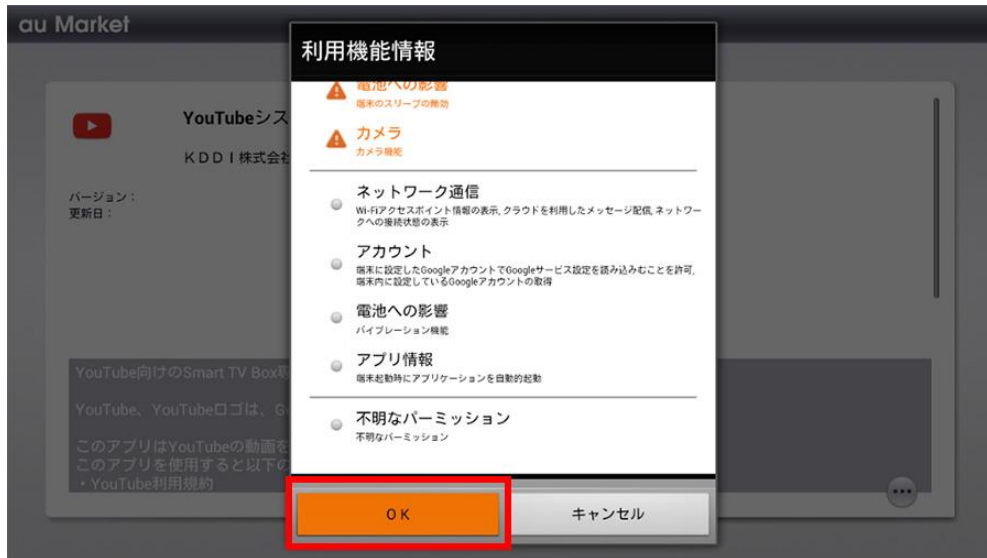 au Market
利用機能情報
電池への影響
端末のスリープの無効
カメラ
カメラ機能
ネットワーク通信
Wi-Fiアクセスポイント情報の表示, クラウドを利用したメッセージ配信, ネットワー
クへの接続状態の表示
アカウント
端末に設定したGoogleアカウントでGoogleサービス設定を読み込みむことを許可,
端末内に設定しているGoogleアカウントの取得
電池への影響
バイブレーション機能
アプリ情報
端末起動時にアプリケーションを自動的起動
不明なパーミッション
不明なパーミッション
OK
キャンセル
YouTubeシス
KDDI株式会社
バージョン：
更新日：
YouTube向けのSmart TV Box
YouTube、YouTubeロゴは、G
このアプリはYouTubeの動画を
このアプリを使用すると以下の
・YouTube利用規約